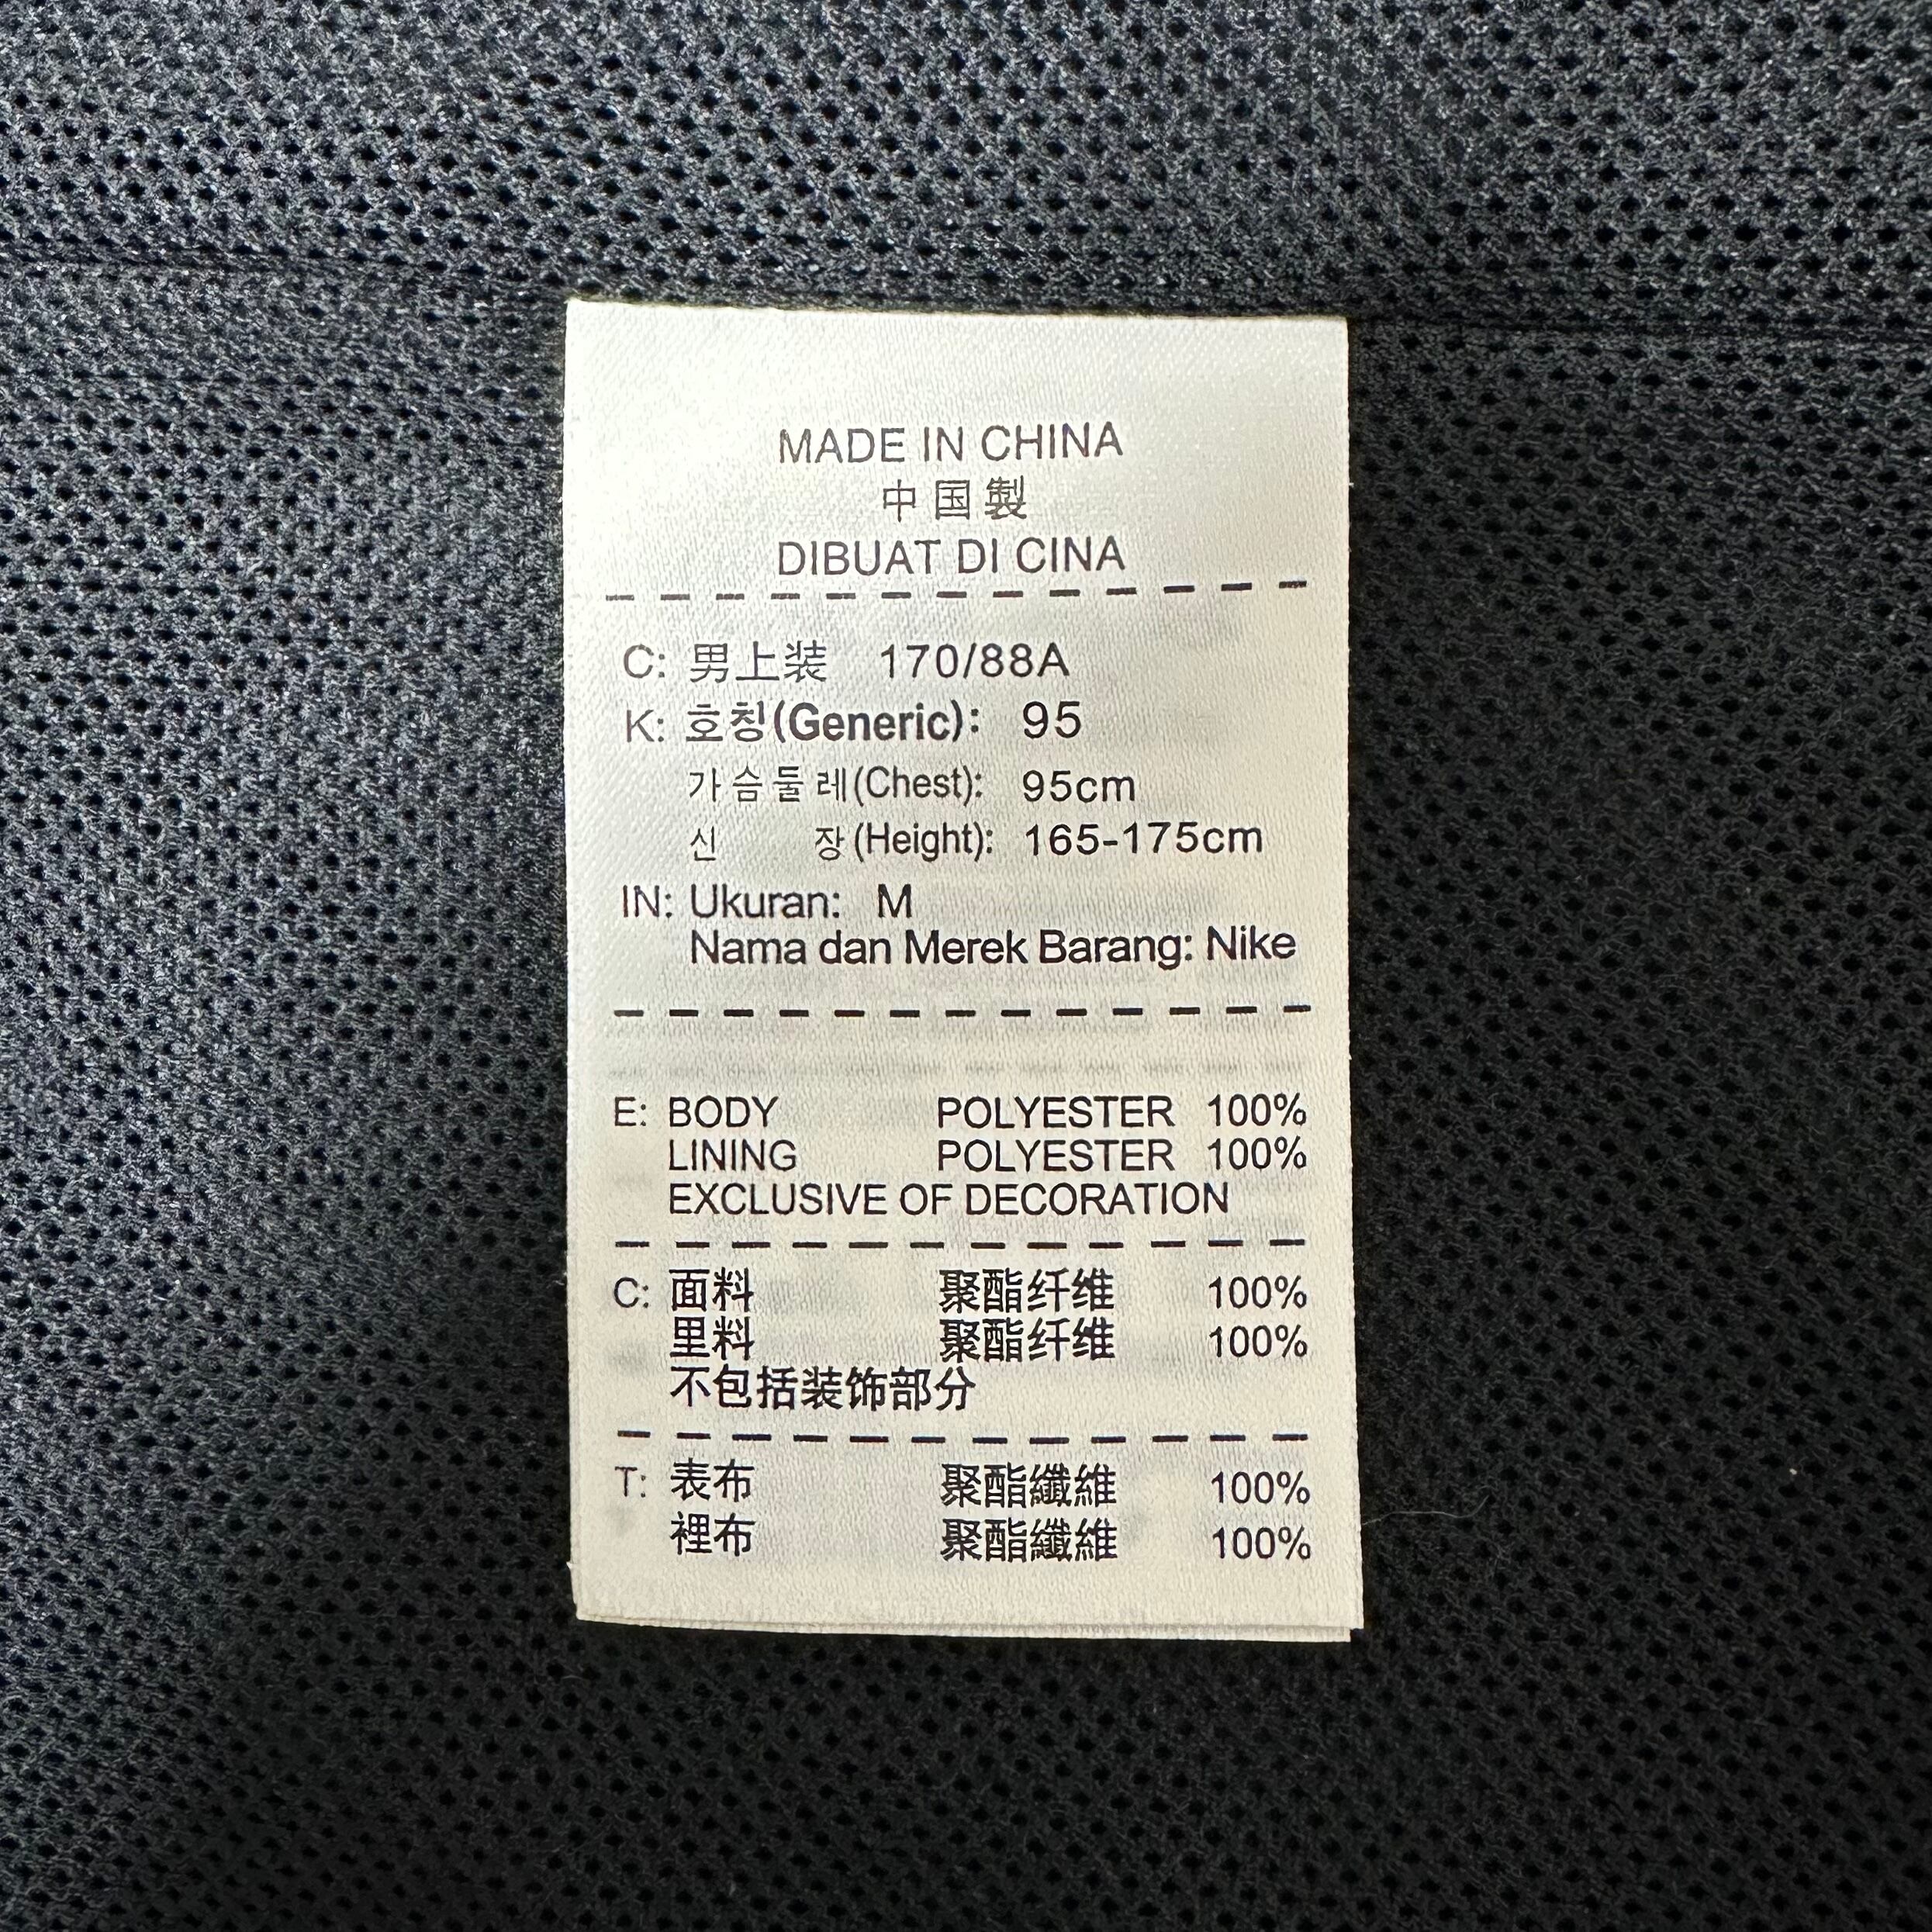 MADE IN CHINA
中国製
DIBUAT DI CINA
C: 男上装 170/88A
K: 호칭(Generic): 95
가슴둘레(Chest): 95cm
신 장(Height): 165-175cm
IN: Ukuran: M
Nama dan Merek Barang: Nike
E: BODY POLYESTER 100%
LINING POLYESTER 100%
EXCLUSIVE OF DECORATION
C: 面料 聚酯纤维 100%
里料 聚酯纤维 100%
不包括装饰部分
T: 表布 聚酯纖維 100%
裡布 聚酯纖維 100%